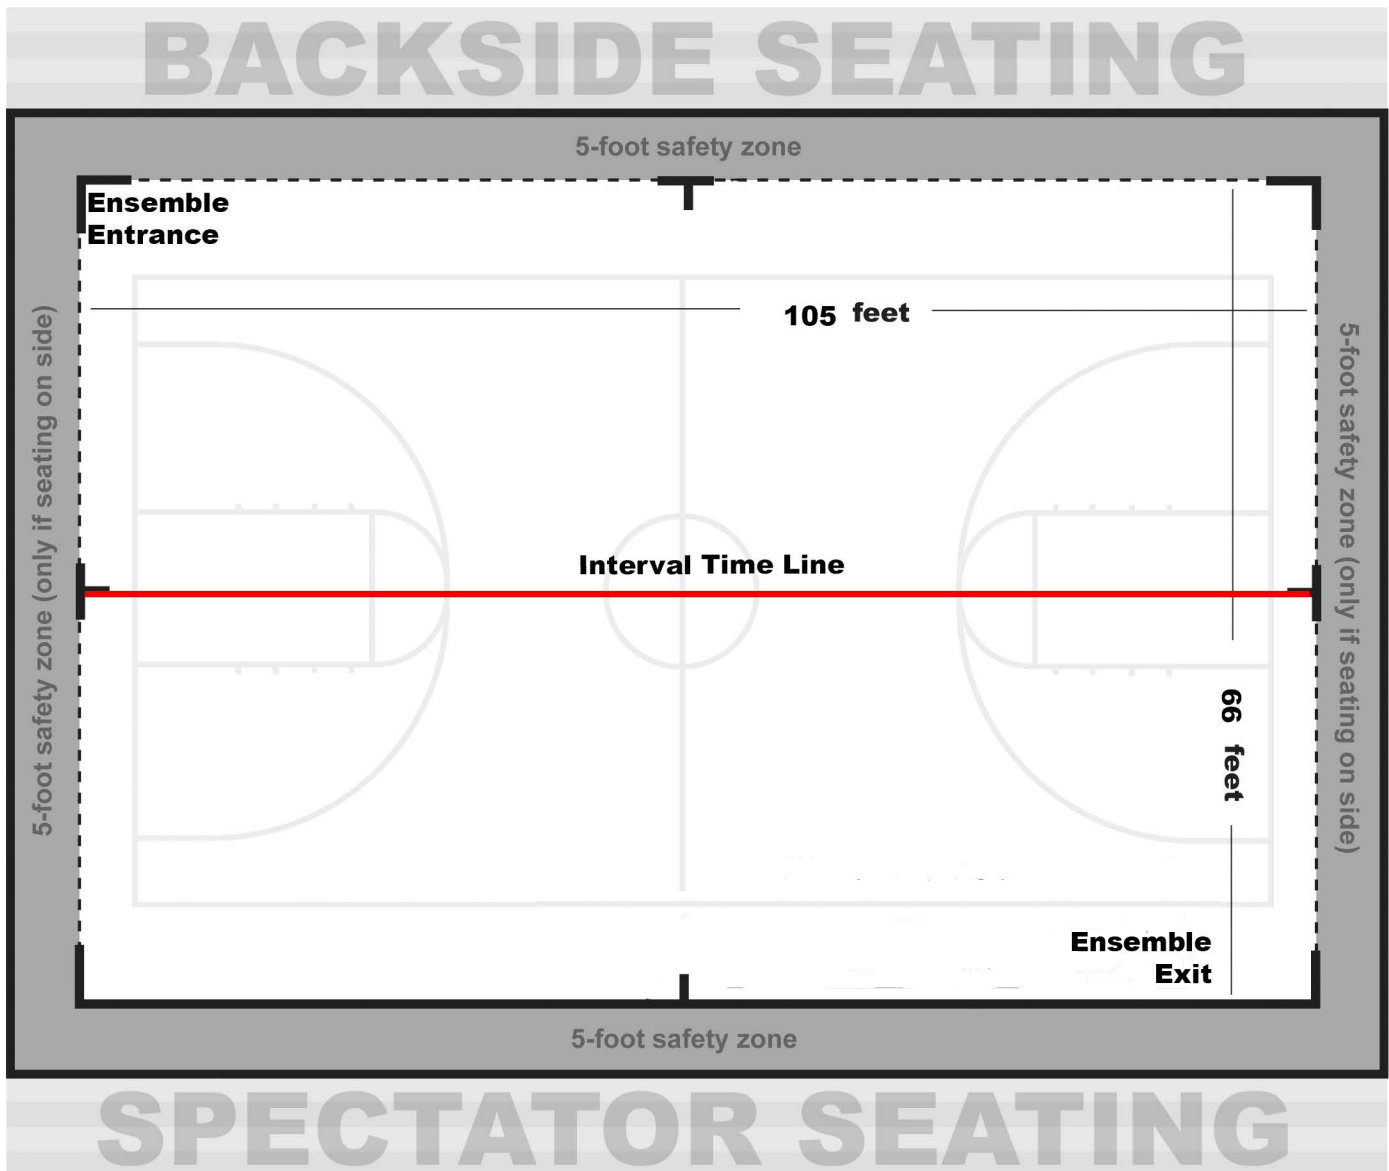 BACKSIDE SEATING
5-foot safety zone
Ensemble
Entrance
105 feet
5-foot safety zone (only if seating on side)
5-foot safety zone (only if seating on side)
Interval Time Line
66 feet
Ensemble
Exit
5-foot safety zone
SPECTATOR SEATING